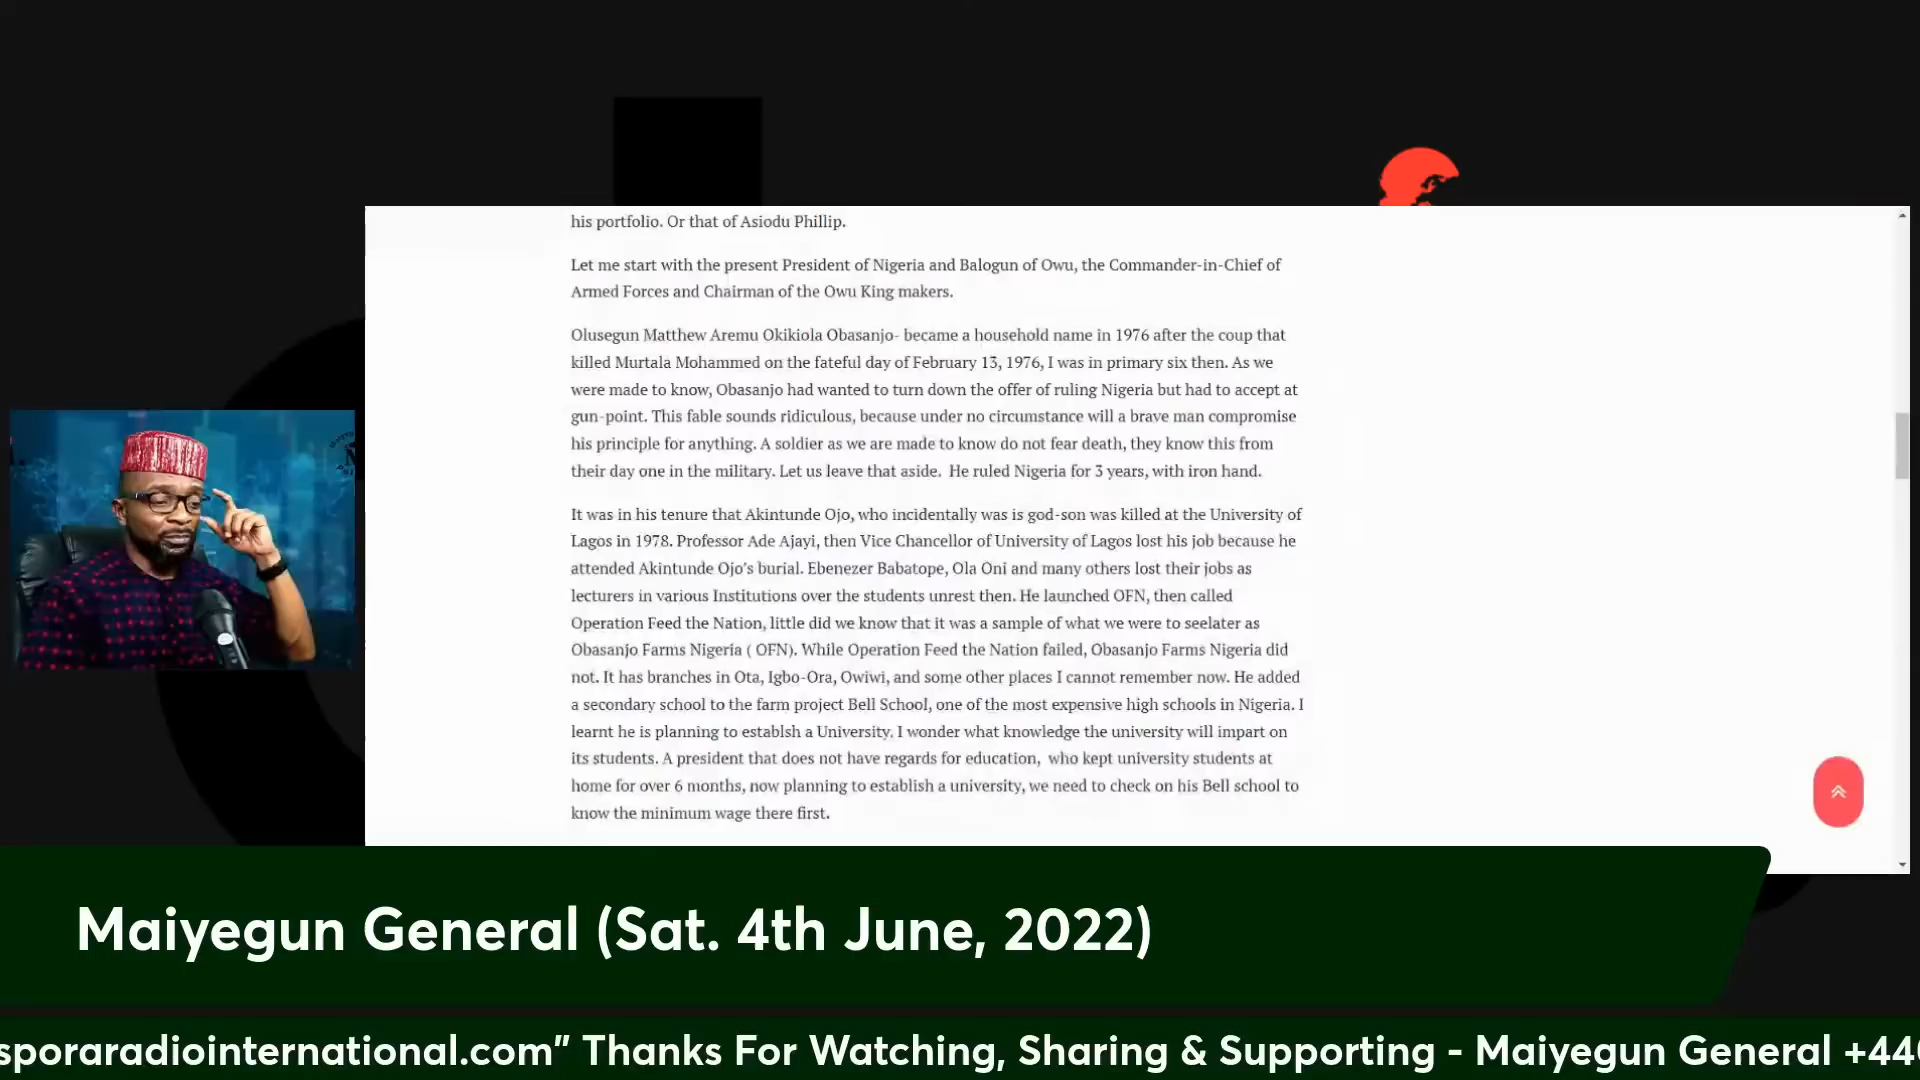 his portfolio. Or that of Asiodu Phillip.
Let me start with the present President of Nigeria and Balogun of Owu, the Commander-in-Chief of
Armed Forces and Chairman of the Owu King makers.
Olusegun Matthew Aremu Okikiola Obasanjo- became a household name in 1976 after the coup that
killed Murtala Mohammed on the fateful day of February 13, 1976, I was in primary six then. As we
were made to know, Obasanjo had wanted to turn down the offer of ruling Nigeria but had to accept at
gun-point. This fable sounds ridiculous, because under no circumstance will a brave man compromise
his principle for anything. A soldier as we are made to know do not fear death, they know this from
their day one in the military. Let us leave that aside.  He ruled Nigeria for 3 years, with iron hand.
It was in his tenure that Akintunde Ojo, who incidentally was is god-son was killed at the University of
Lagos in 1978. Professor Ade Ajayi, then Vice Chancellor of University of Lagos lost his job because he
attended Akintunde Ojo's burial. Ebenezer Babatope, Ola Oni and many others lost their jobs as
lecturers in various Institutions over the students unrest then. He launched OFN, then called
Operation Feed the Nation, little did we know that it was a sample of what we were to seelater as
Obasanjo Farms Nigeria ( OFN). While Operation Feed the Nation failed, Obasanjo Farms Nigeria did
not. It has branches in Ota, Igbo-Ora, Owiwi, and some other places I cannot remember now. He added
a secondary school to the farm project Bell School, one of the most expensive high schools in Nigeria. I
learnt he is planning to establsh a University. I wonder what knowledge the university will impart on
its students. A president that does not have regards for education,  who kept university students at
home for over 6 months, now planning to establish a university, we need to check on his Bell school to
know the minimum wage there first.
Maiyegun General (Sat. 4th June, 2022)
sporaradiointernational.com” Thanks For Watching, Sharing & Supporting - Maiyegun General +44